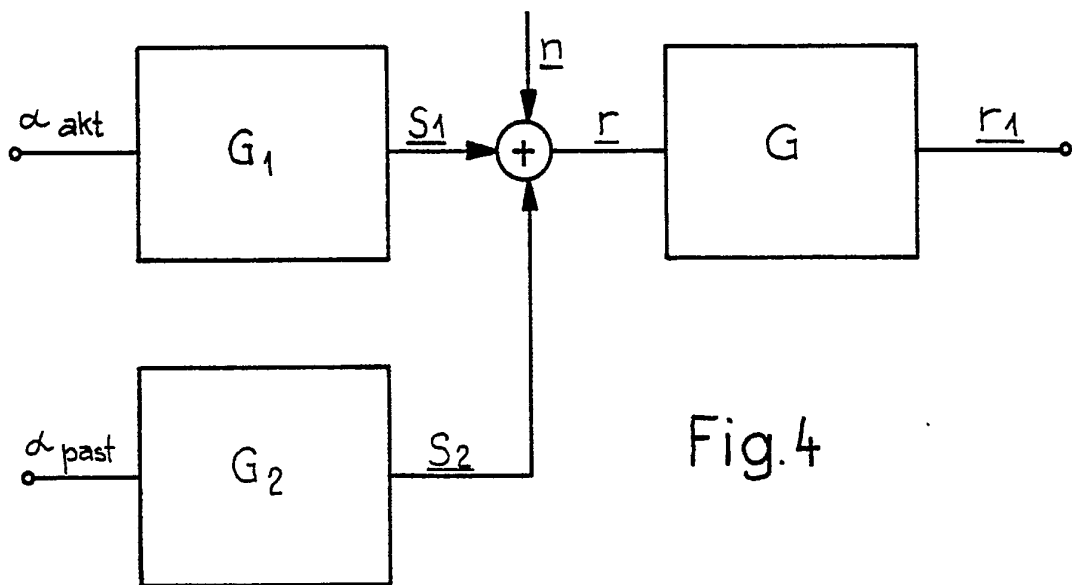 n
α akt
G1
S1
+
r
G
r1
α past
G2
S2
Fig. 4